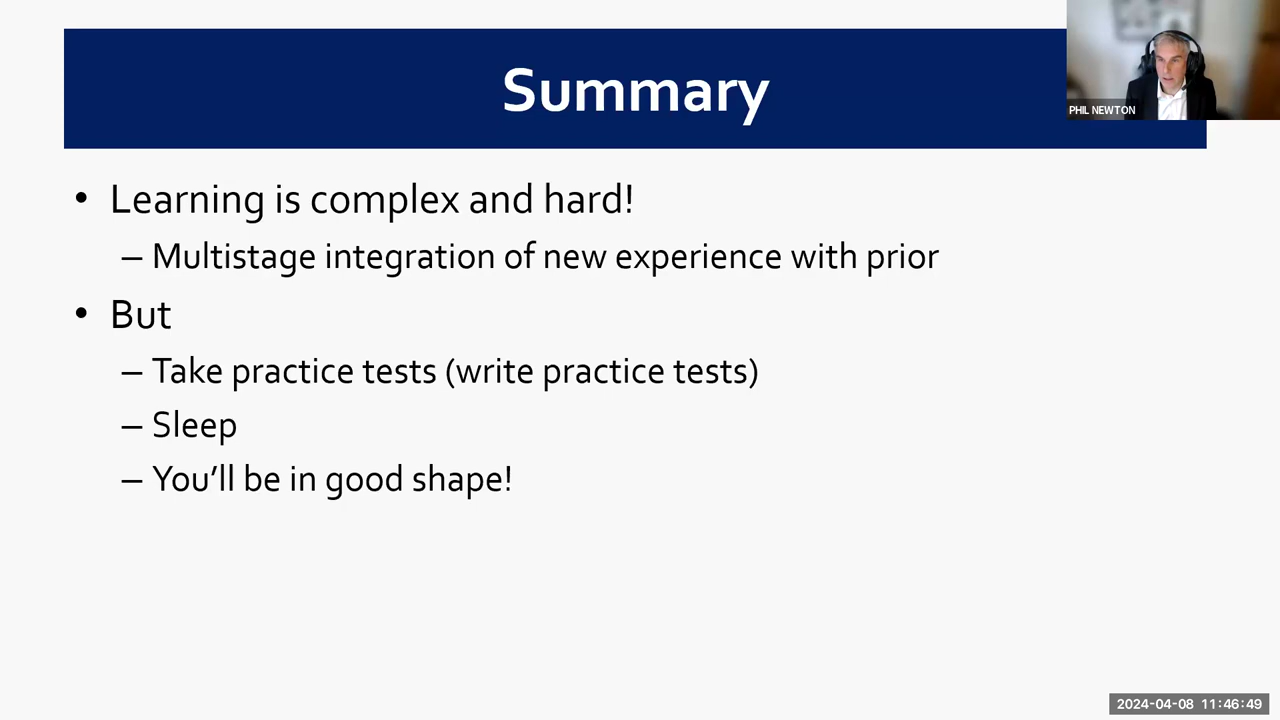 Summary
PHIL NEWTON
• Learning is complex and hard!
– Multistage integration of new experience with prior
• But
– Take practice tests (write practice tests)
– Sleep
– You’ll be in good shape!
2024-04-08 11:46:49